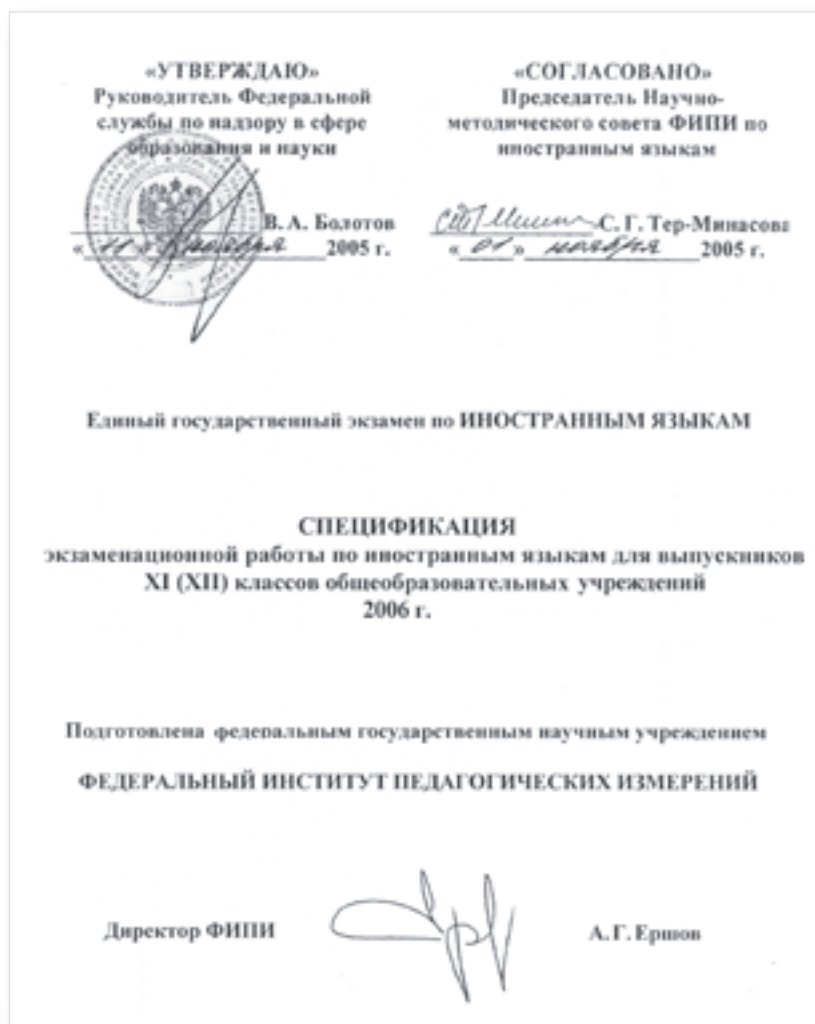 «УТВЕРЖДАЮ»
Руководитель Федеральной
службы по надзору в сфере
образования и науки
В. А. Болотов
« 11 » ноября 2005 г.
«СОГЛАСОВАНО»
Председатель Научно-
методического совета ФИПИ по
иностранным языкам
С. Г. Тер-Минасова
« 01 » ноября 2005 г.
Единый государственный экзамен по ИНОСТРАННЫМ ЯЗЫКАМ
СПЕЦИФИКАЦИЯ
экзаменационной работы по иностранным языкам для выпускников
XI (XII) классов общеобразовательных учреждений
2006 г.
Подготовлена федеральным государственным научным учреждением
ФЕДЕРАЛЬНЫЙ ИНСТИТУТ ПЕДАГОГИЧЕСКИХ ИЗМЕРЕНИЙ
Директор ФИПИ
А. Г. Ершов